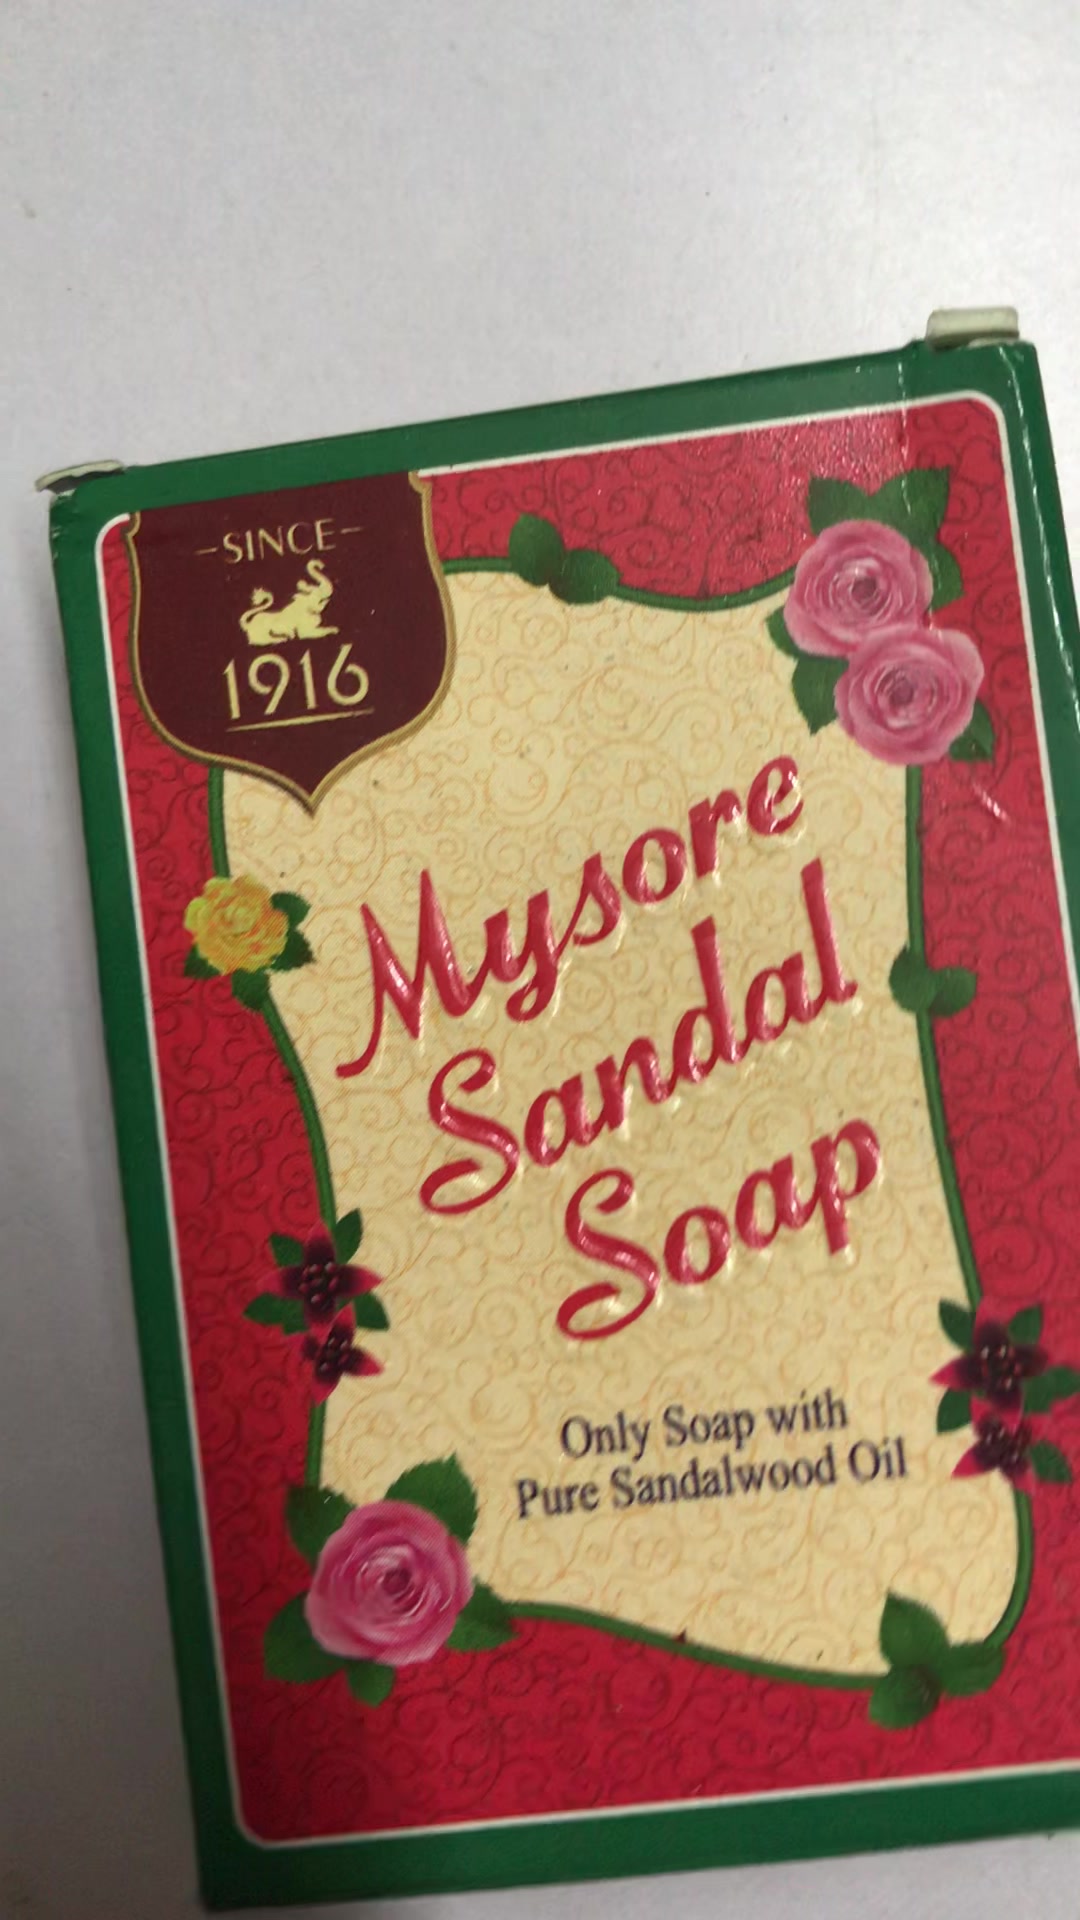 -SINCE-
1916
Mysore
Sandal
Soap
Only Soap with
Pure Sandalwood Oil